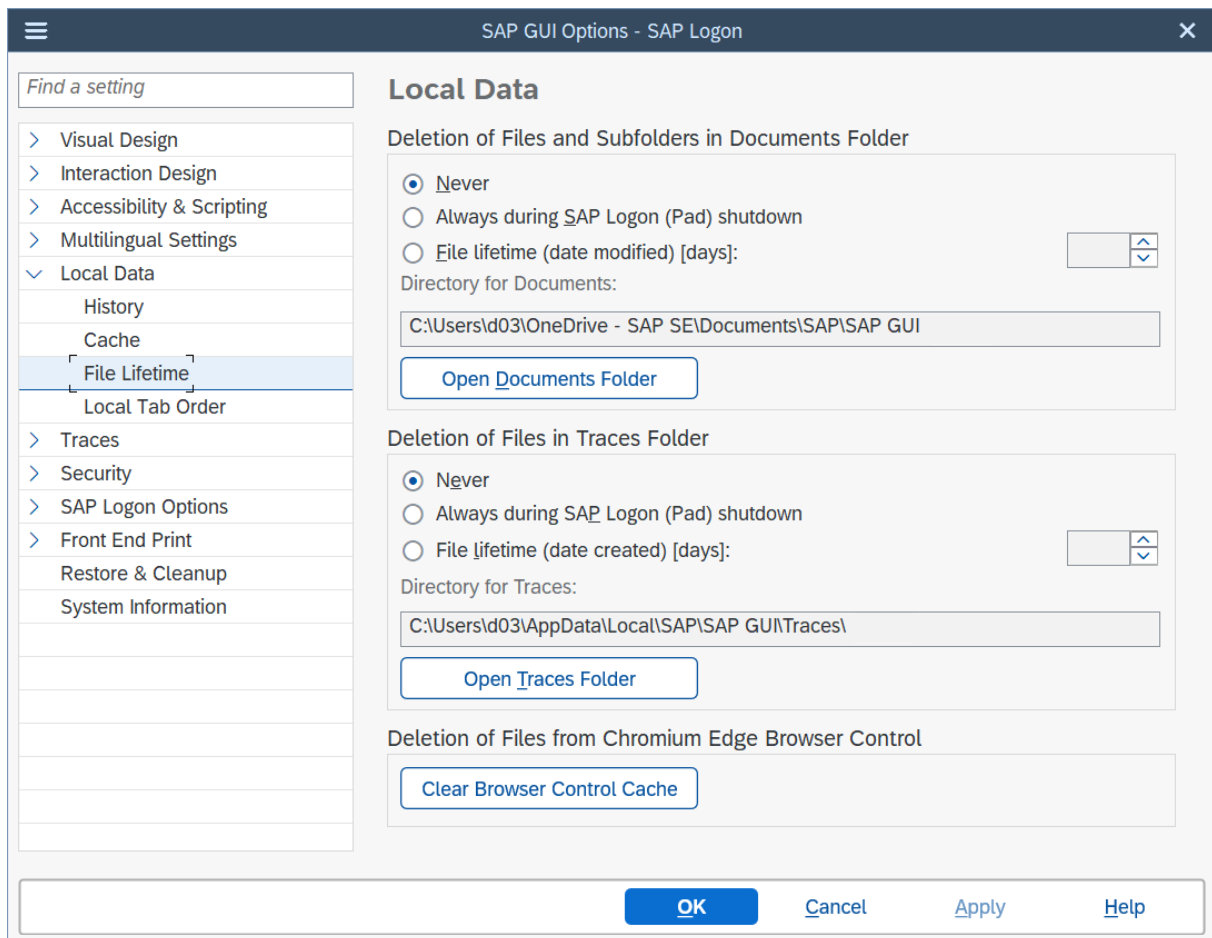 SAP GUI Options - SAP Logon
Find a setting
Visual Design
Interaction Design
Accessibility & Scripting
Multilingual Settings
Local Data
History
Cache
File Lifetime
Local Tab Order
Traces
Security
SAP Logon Options
Front End Print
Restore & Cleanup
System Information
Local Data
Deletion of Files and Subfolders in Documents Folder
Never
Always during SAP Logon (Pad) shutdown
File lifetime (date modified) [days]:
Directory for Documents:
C:\Users\d03\OneDrive - SAP SE\Documents\SAP\SAP GUI
Open Documents Folder
Deletion of Files in Traces Folder
Never
Always during SAP Logon (Pad) shutdown
File lifetime (date created) [days]:
Directory for Traces:
C:\Users\d03\AppData\Local\SAP\SAP GUI\Traces\
Open Traces Folder
Deletion of Files from Chromium Edge Browser Control
Clear Browser Control Cache
OK Cancel Apply Help